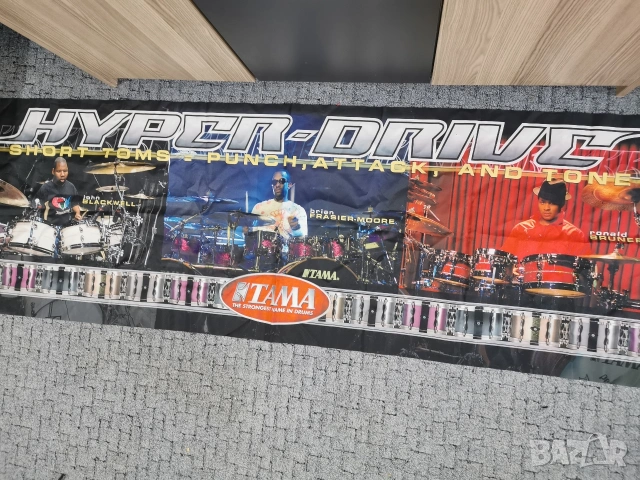 HYPER-DRIVE
SHORT TOMS = PUNCH, ATTACK, AND TONE
john
BLACKWELL
brian
FRASIER-MOORE
ronald
BRUNER
TAMA
TAMA
THE STRONGEST NAME IN DRUMS
BAZAR